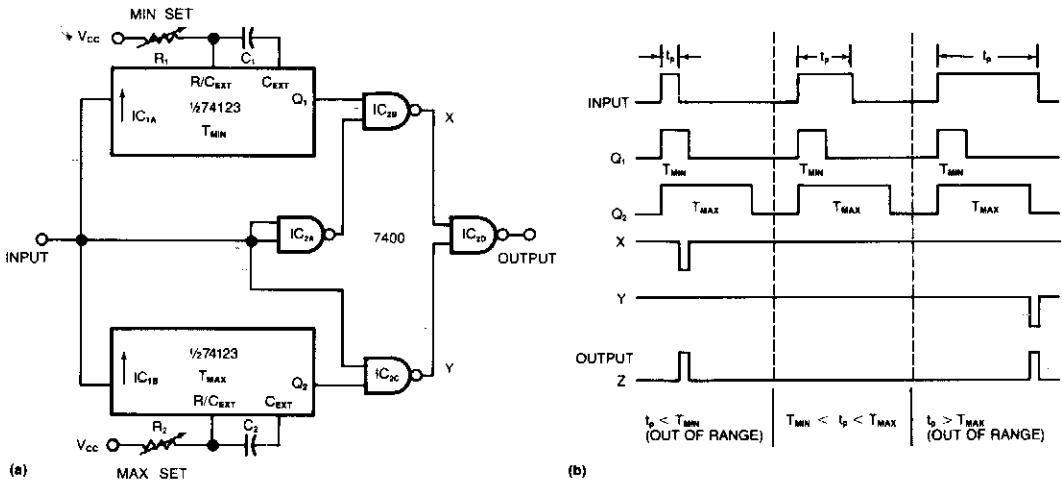 MIN SET
VCC
R1
C1
R/CEXT
CEXT
IC1A
½74123
TMIN
Q1
IC2B
X
INPUT
IC2A
7400
IC2D
OUTPUT
IC1B
½74123
TMAX
Q2
R/CEXT
CEXT
IC2C
Y
VCC
R2
C2
MAX SET
(a)
tp
tp
tp
INPUT
Q1
TMIN
TMIN
TMIN
Q2
TMAX
TMAX
TMAX
X
Y
OUTPUT
Z
tp < TMIN
(OUT OF RANGE)
TMIN < tp < TMAX
tp > TMAX
(OUT OF RANGE)
(b)